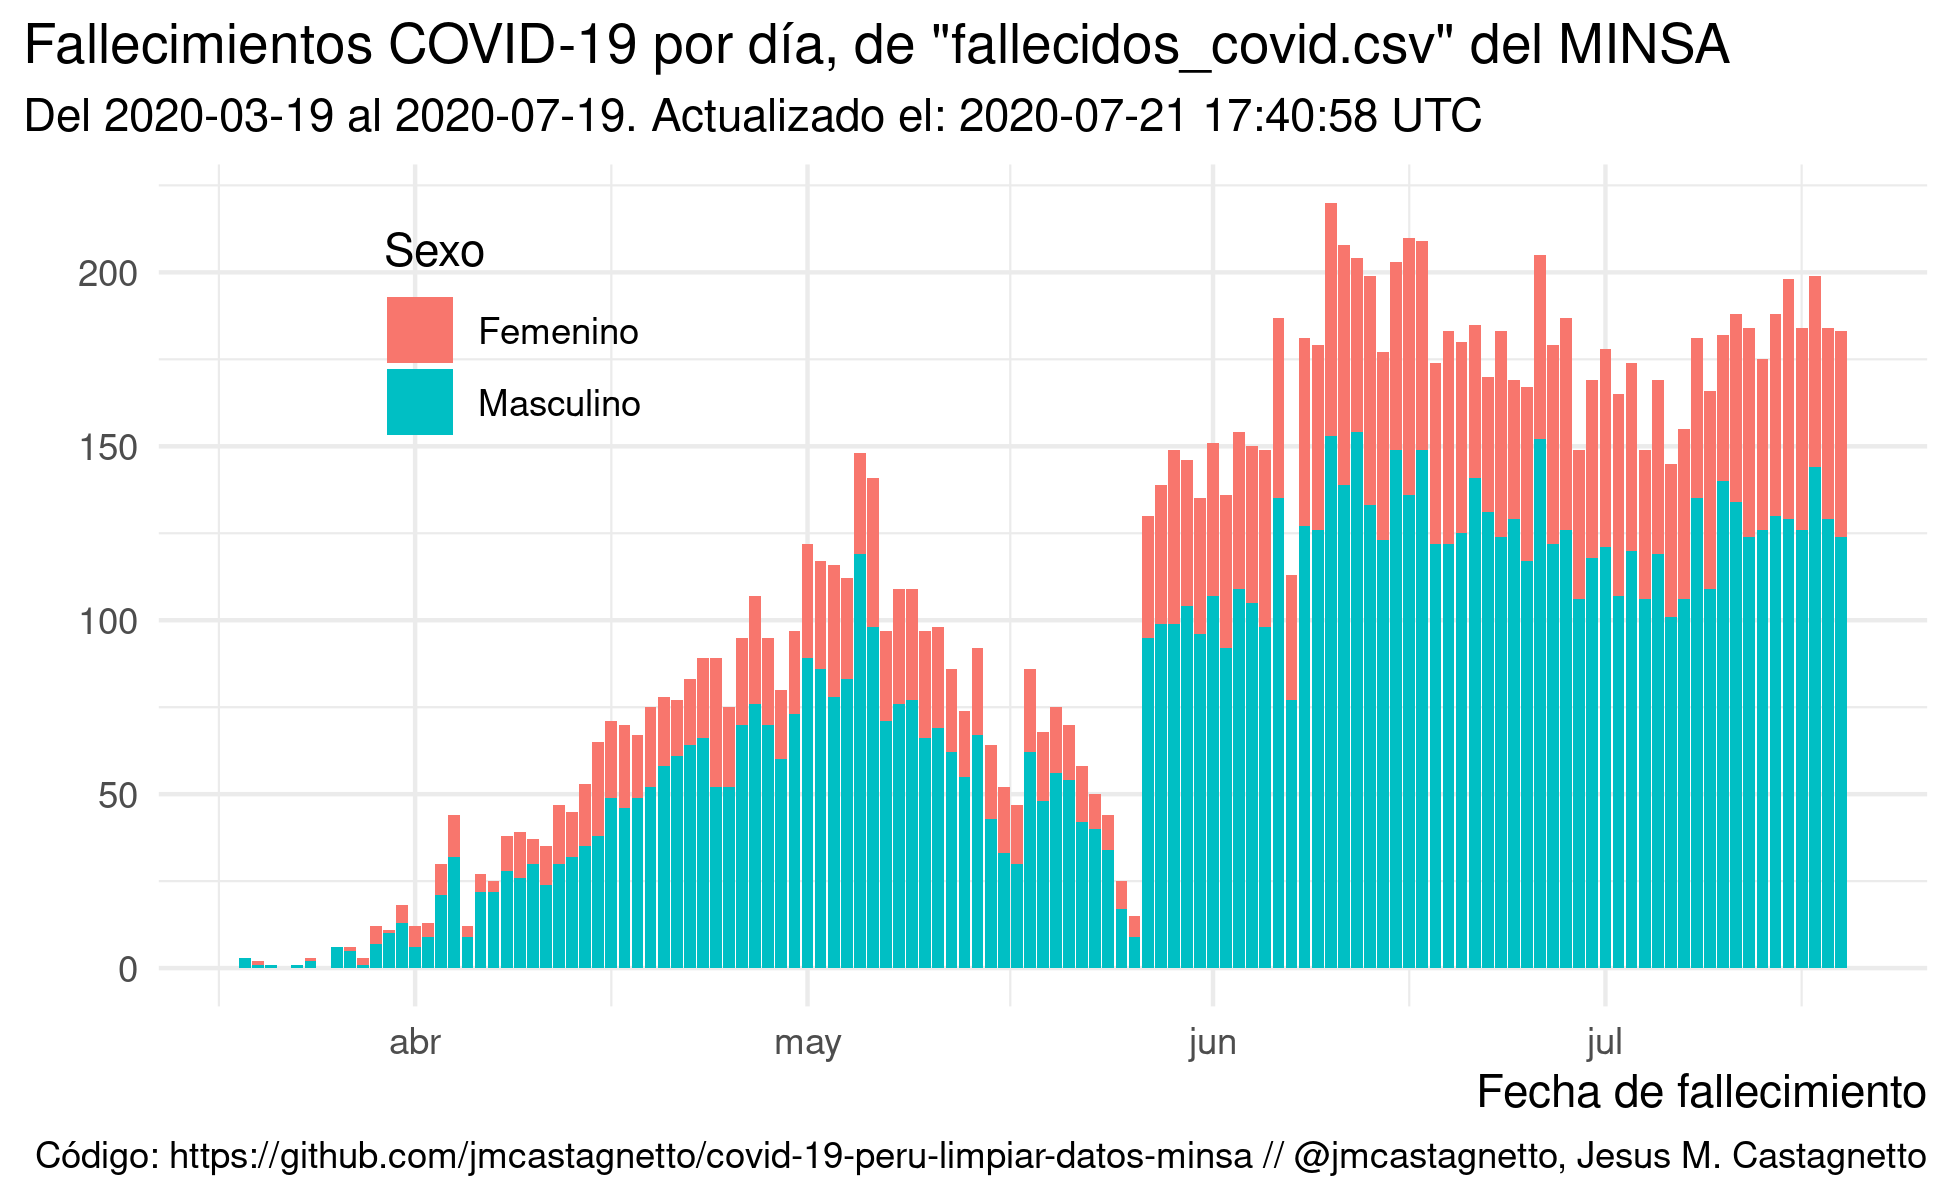 Fallecimientos COVID-19 por día, de "fallecidos_covid.csv" del MINSA
Del 2020-03-19 al 2020-07-19. Actualizado el: 2020-07-21 17:40:58 UTC
Sexo
Femenino
Masculino
200
150
100
50
0
abr may jun jul
Fecha de fallecimiento
Código: https://github.com/jmcastagnetto/covid-19-peru-limpiar-datos-minsa // @jmcastagnetto, Jesus M. Castagnetto